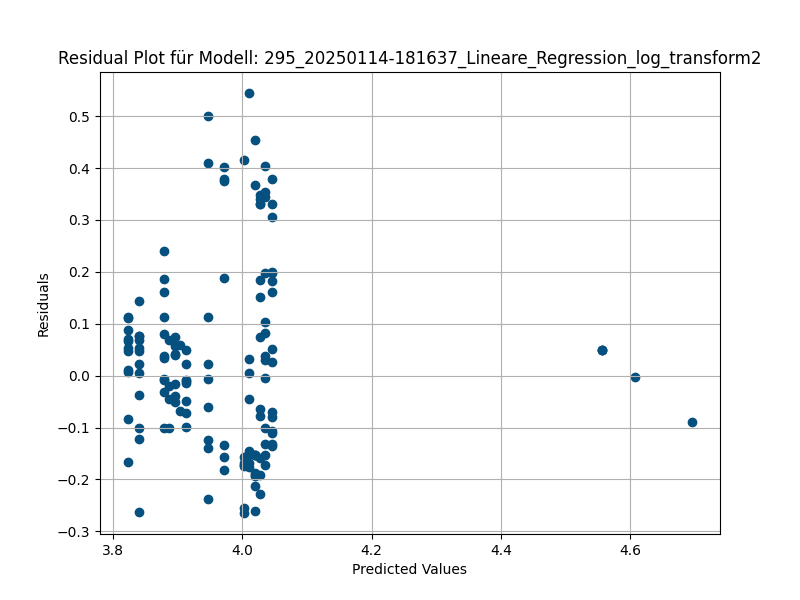 Residual Plot für Modell: 295_20250114-181637_Lineare_Regression_log_transform2
0.5
0.4
0.3
0.2
0.1
0.0
−0.1
−0.2
−0.3
Residuals
3.8 4.0 4.2 4.4 4.6
Predicted Values